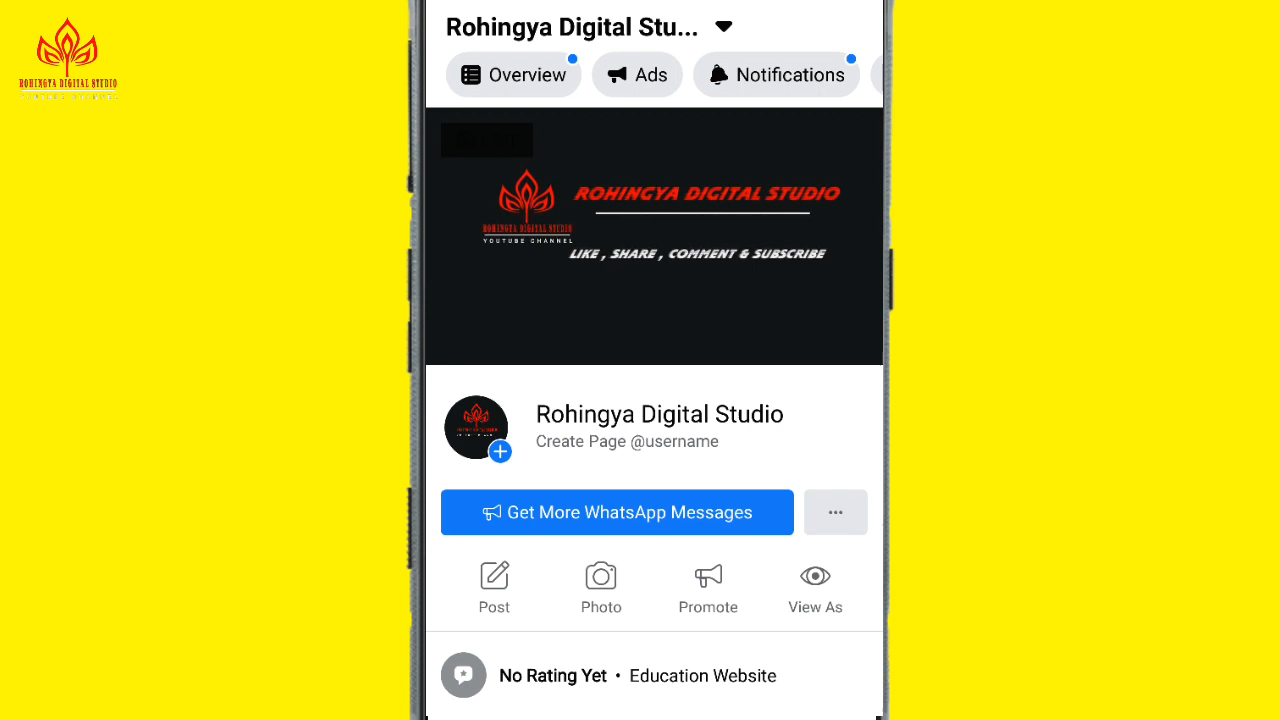 Rohingya Digital Stu...
Overview
Ads
Notifications
ROHINGYA DIGITAL STUDIO
ROHINGYA DIGITAL STUDIO
ROHINGYA DIGITAL STUDIO
YOUTUBE CHANNEL
LIKE , SHARE , COMMENT & SUBSCRIBE
Rohingya Digital Studio
Create Page @username
Get More WhatsApp Messages
Post
Photo
Promote
View As
No Rating Yet • Education Website